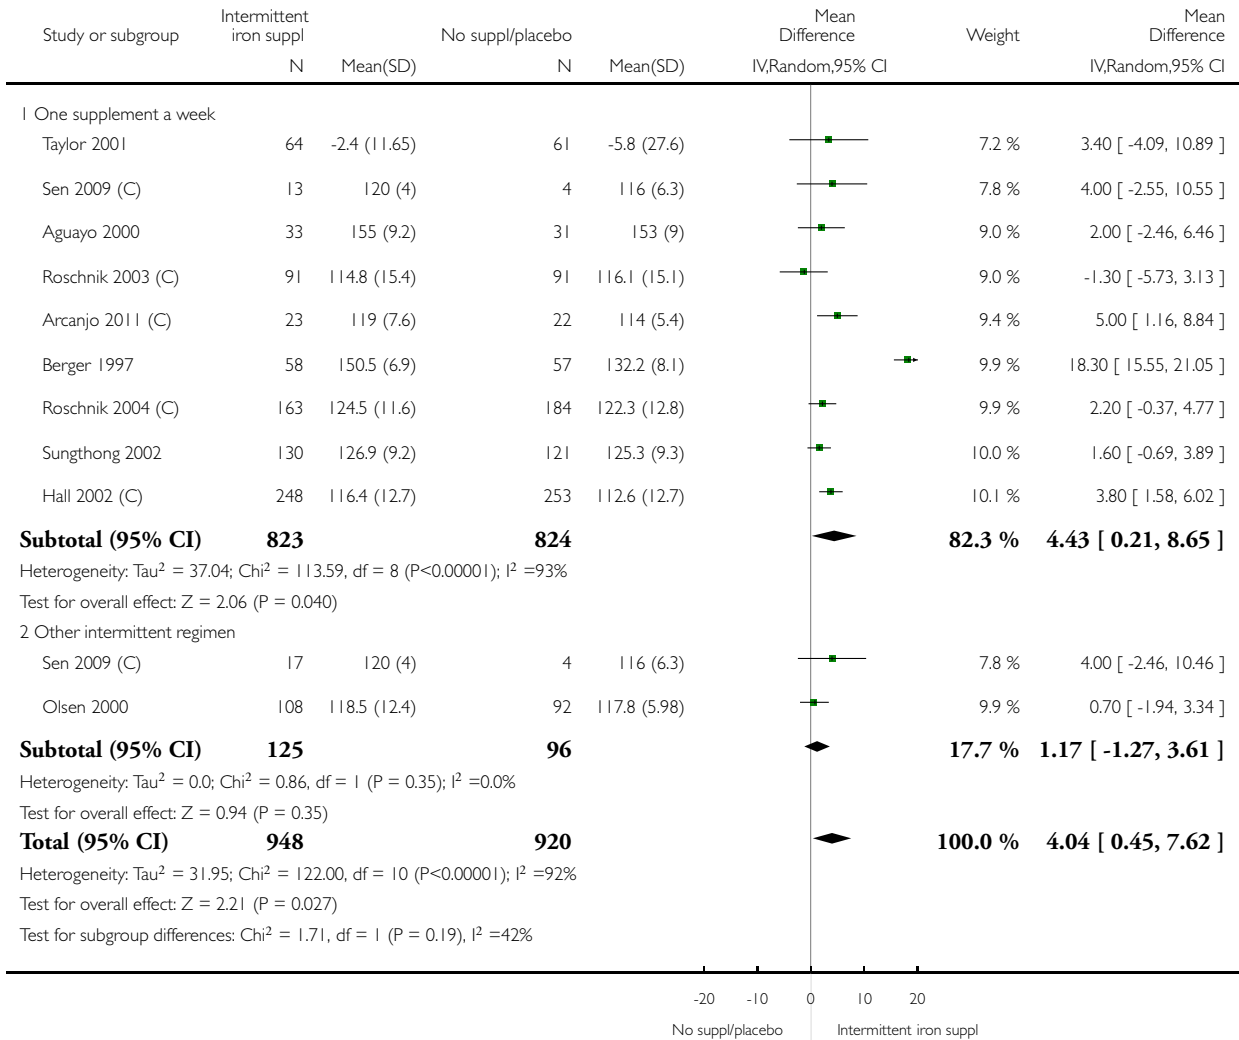 Study or subgroup Intermittent iron suppl No suppl/placebo Mean Difference Weight Mean Difference
N Mean(SD) N Mean(SD) IV,Random,95% CI IV,Random,95% CI
1 One supplement a week
Taylor 2001 64 -2.4 (11.65) 61 -5.8 (27.6) 7.2 % 3.40 [ -4.09, 10.89 ]
Sen 2009 (C) 13 120 (4) 4 116 (6.3) 7.8 % 4.00 [ -2.55, 10.55 ]
Aguayo 2000 33 155 (9.2) 31 153 (9) 9.0 % 2.00 [ -2.46, 6.46 ]
Roschnik 2003 (C) 91 114.8 (15.4) 91 116.1 (15.1) 9.0 % -1.30 [ -5.73, 3.13 ]
Arcanjo 2011 (C) 23 119 (7.6) 22 114 (5.4) 9.4 % 5.00 [ 1.16, 8.84 ]
Berger 1997 58 150.5 (6.9) 57 132.2 (8.1) 9.9 % 18.30 [ 15.55, 21.05 ]
Roschnik 2004 (C) 163 124.5 (11.6) 184 122.3 (12.8) 9.9 % 2.20 [ -0.37, 4.77 ]
Sungthong 2002 130 126.9 (9.2) 121 125.3 (9.3) 10.0 % 1.60 [ -0.69, 3.89 ]
Hall 2002 (C) 248 116.4 (12.7) 253 112.6 (12.7) 10.1 % 3.80 [ 1.58, 6.02 ]
Subtotal (95% CI) 823 824 82.3 % 4.43 [ 0.21, 8.65 ]
Heterogeneity: Tau² = 37.04; Chi² = 113.59, df = 8 (P<0.00001); I² =93%
Test for overall effect: Z = 2.06 (P = 0.040)
2 Other intermittent regimen
Sen 2009 (C) 17 120 (4) 4 116 (6.3) 7.8 % 4.00 [ -2.46, 10.46 ]
Olsen 2000 108 118.5 (12.4) 92 117.8 (5.98) 9.9 % 0.70 [ -1.94, 3.34 ]
Subtotal (95% CI) 125 96 17.7 % 1.17 [ -1.27, 3.61 ]
Heterogeneity: Tau² = 0.0; Chi² = 0.86, df = 1 (P = 0.35); I² =0.0%
Test for overall effect: Z = 0.94 (P = 0.35)
Total (95% CI) 948 920 100.0 % 4.04 [ 0.45, 7.62 ]
Heterogeneity: Tau² = 31.95; Chi² = 122.00, df = 10 (P<0.00001); I² =92%
Test for overall effect: Z = 2.21 (P = 0.027)
Test for subgroup differences: Chi² = 1.71, df = 1 (P = 0.19), I² =42%
-20 -10 0 10 20
No suppl/placebo Intermittent iron suppl